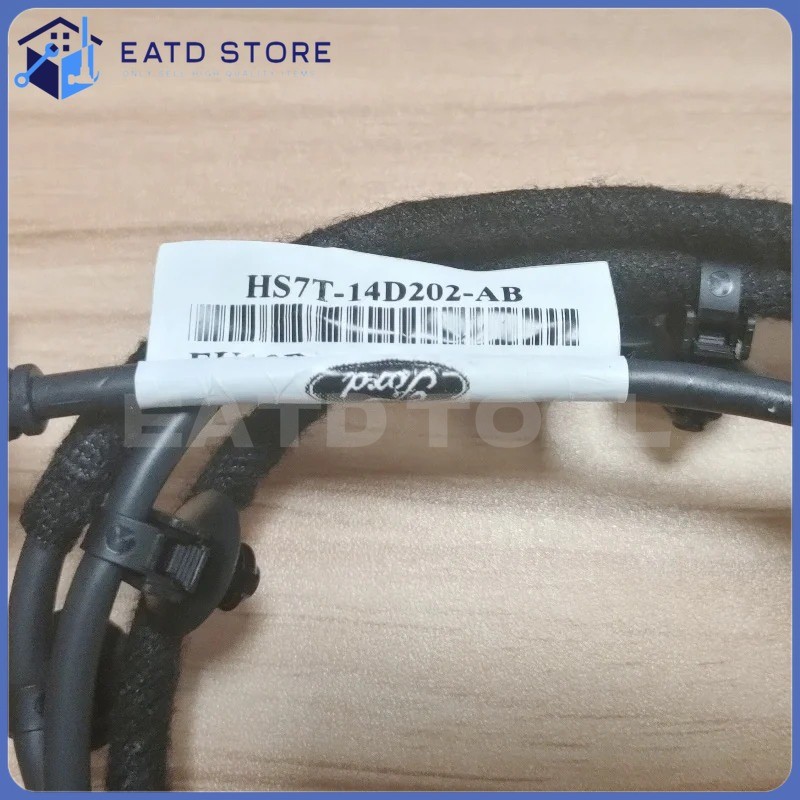 EATD STORE
HS7T-14D202-AB
Ford
EATD TOOL